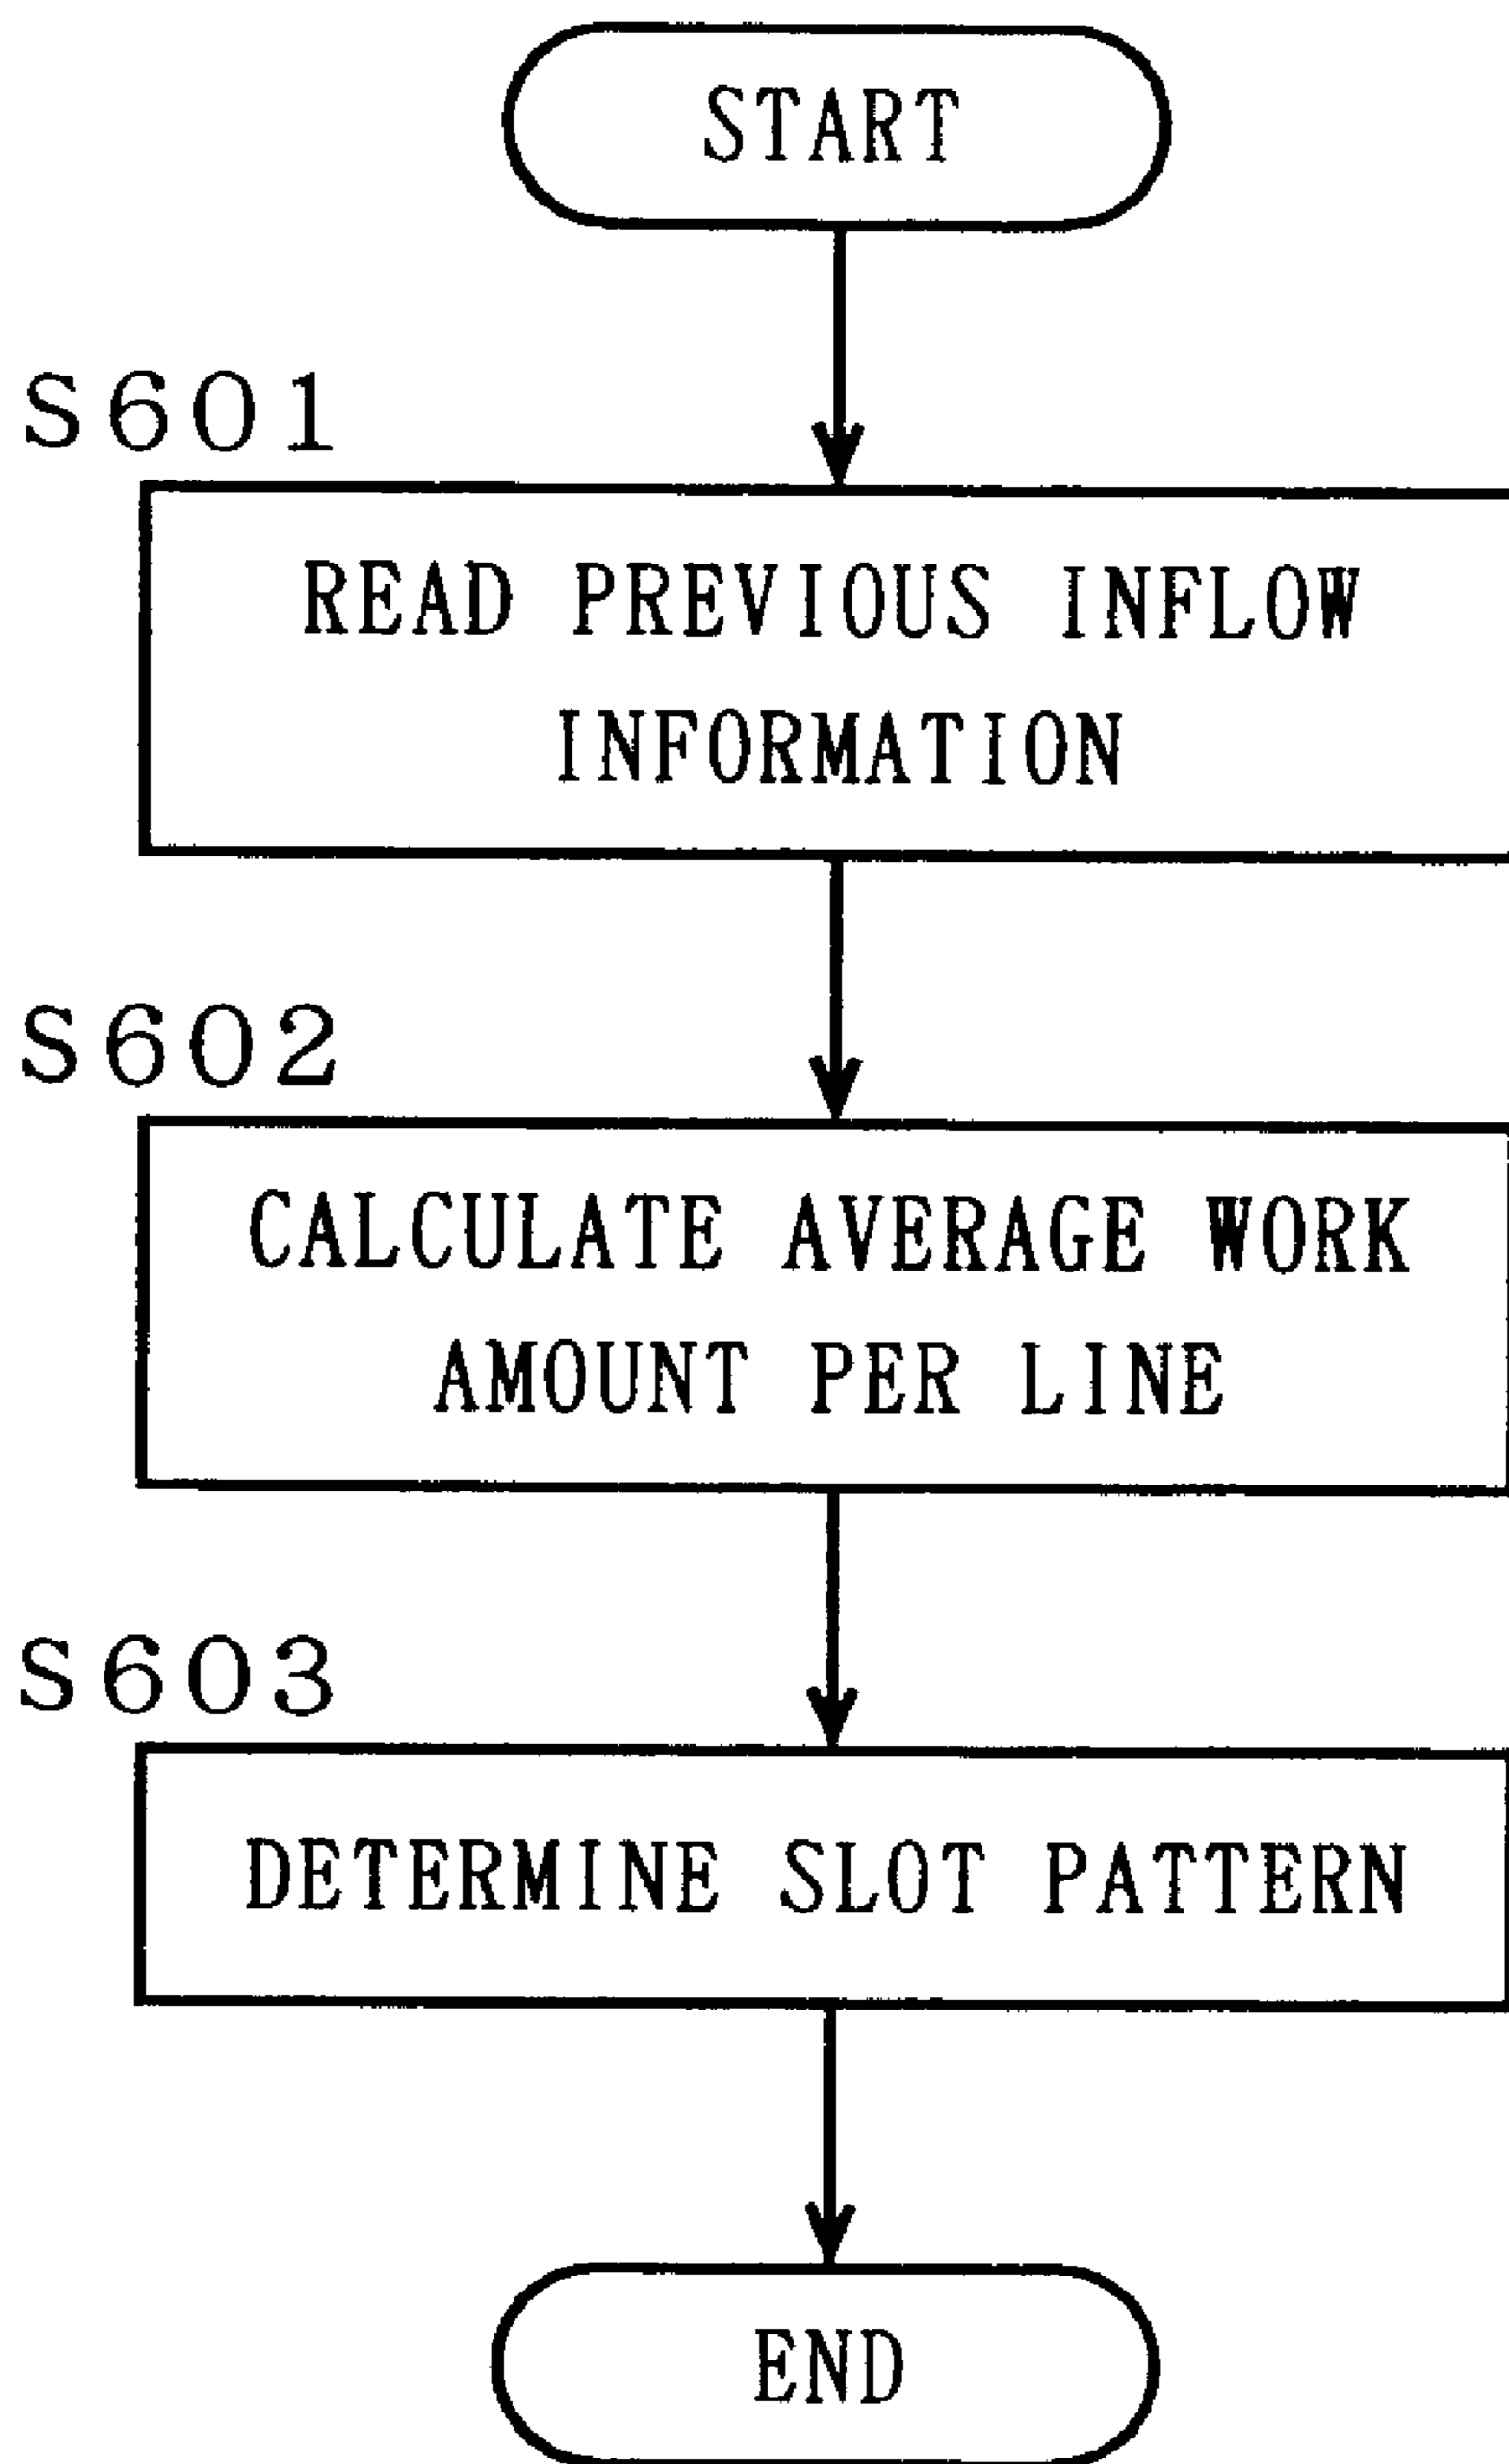 START
S601
READ PREVIOUS INFLOW
INFORMATION
S602
CALCULATE AVERAGE WORK
AMOUNT PER LINE
S603
DETERMINE SLOT PATTERN
END